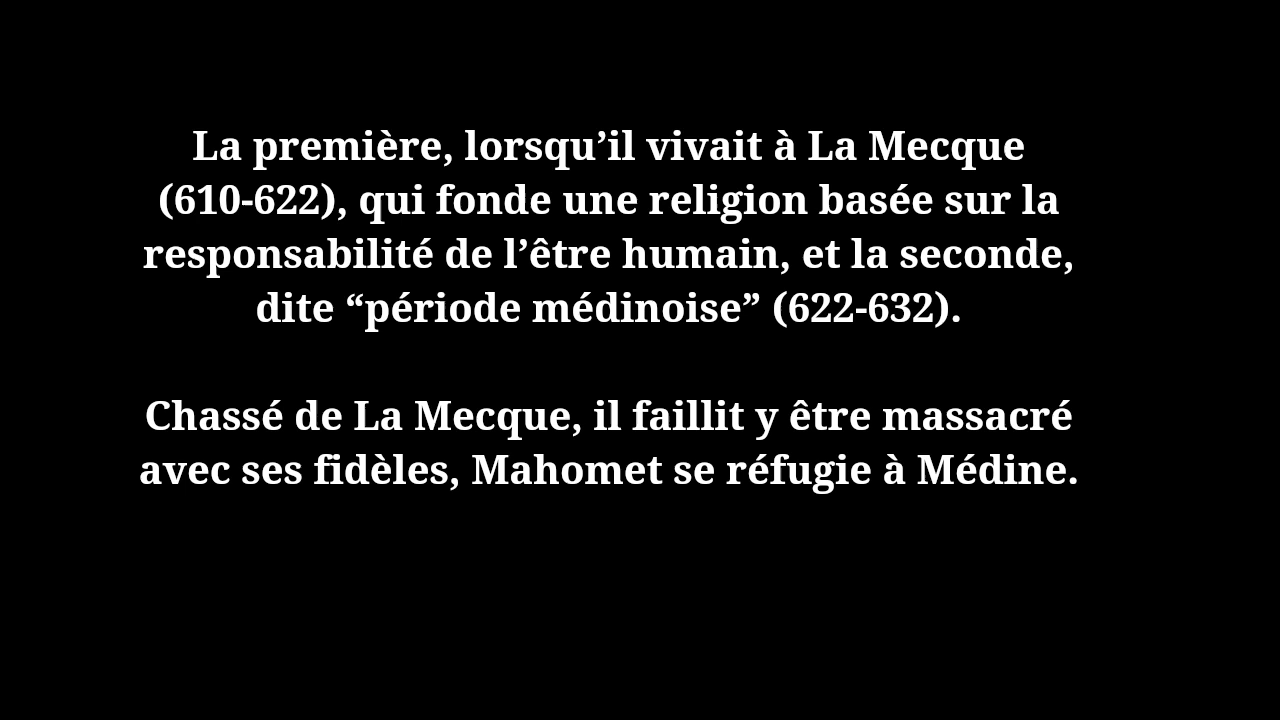 La première, lorsqu’il vivait à La Mecque
(610-622), qui fonde une religion basée sur la
responsabilité de l’être humain, et la seconde,
dite “période médinoise” (622-632).
Chassé de La Mecque, il faillit y être massacré
avec ses fidèles, Mahomet se réfugie à Médine.